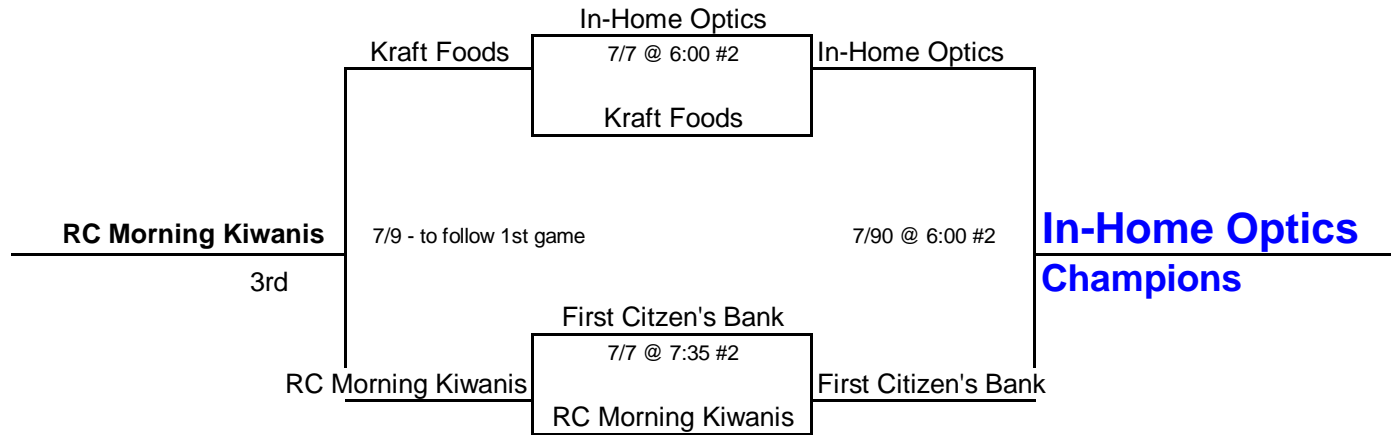 In-Home Optics
Kraft Foods
7/7 @ 6:00 #2
In-Home Optics
Kraft Foods
RC Morning Kiwanis
7/9 - to follow 1st game
7/90 @ 6:00 #2
In-Home Optics
3rd
Champions
First Citzen's Bank
7/7 @ 7:35 #2
RC Morning Kiwanis
First Citizen's Bank
RC Morning Kiwanis